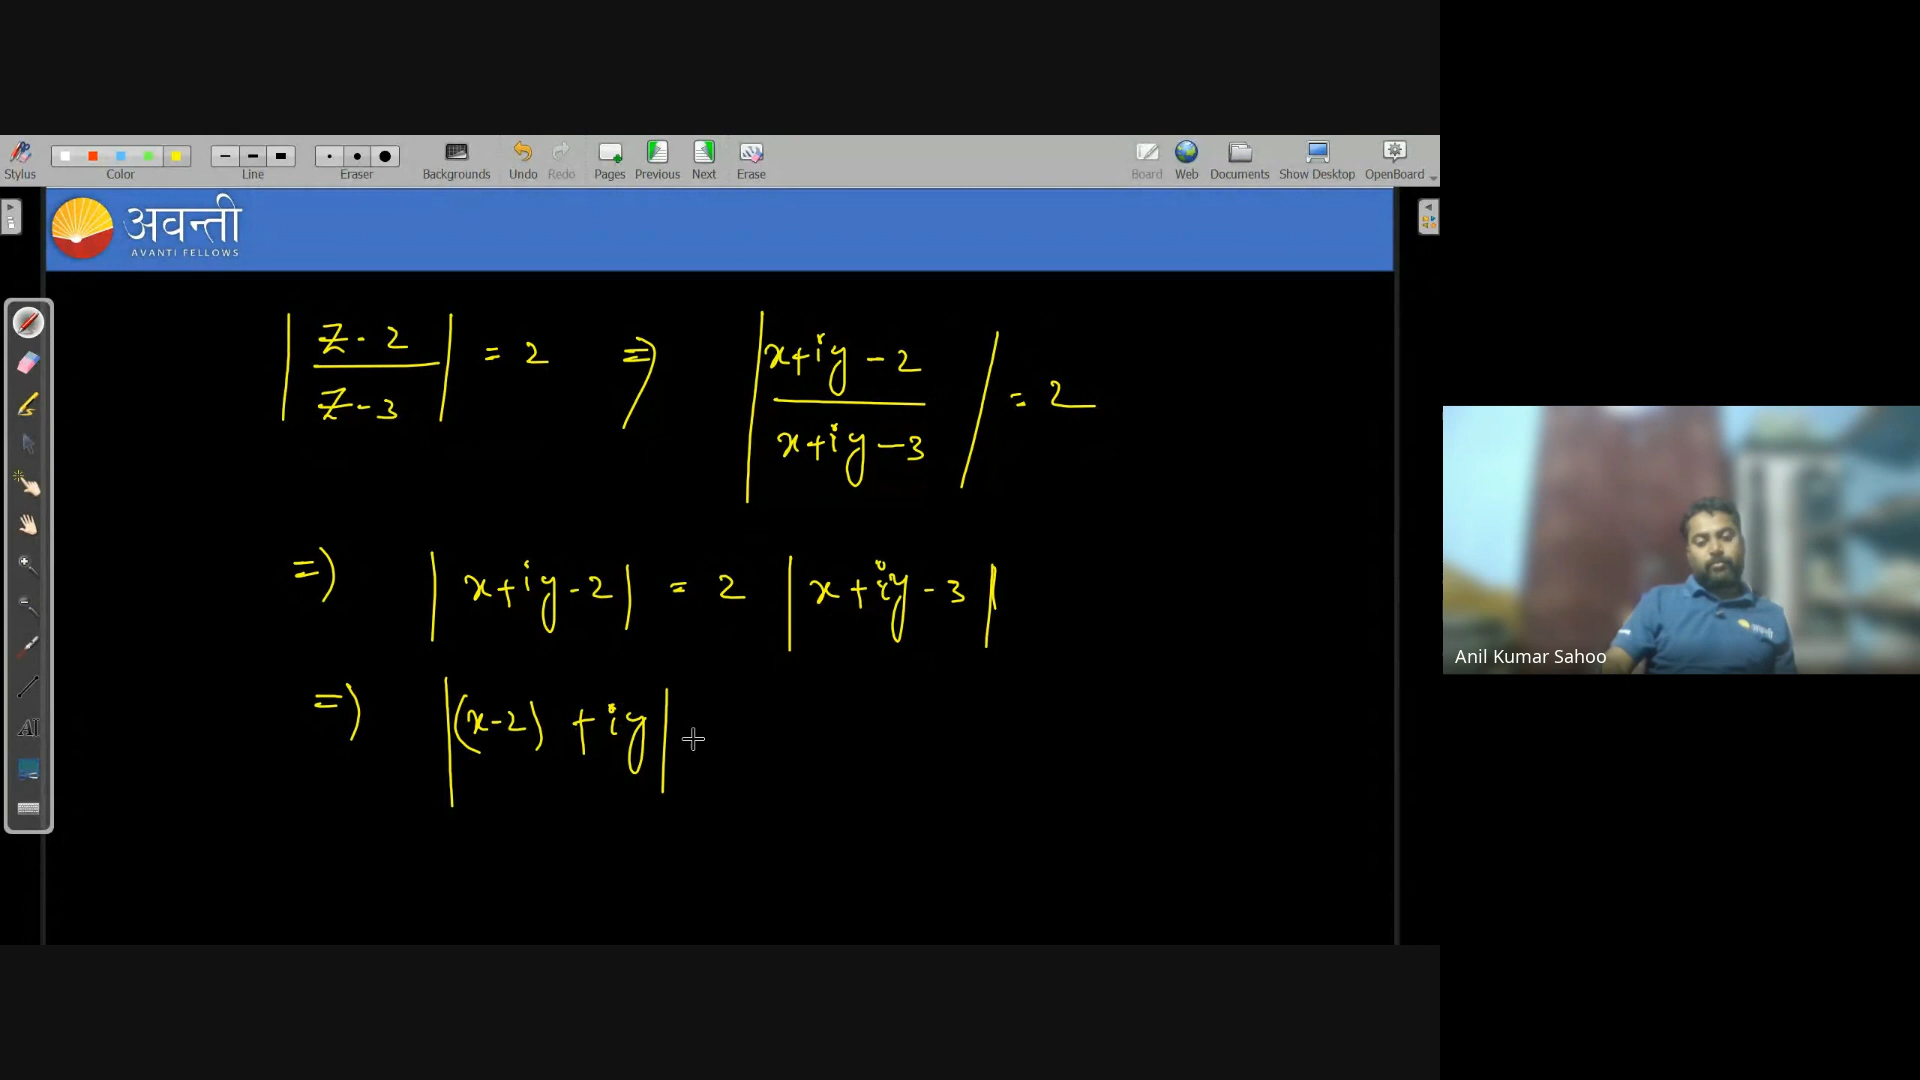 Stylus Color Line Eraser Backgrounds Undo Redo Pages Previous Next Erase Board Web Documents Show Desktop OpenBoard
अवन्ती
AVANTI FELLOWS
| z-2 / z-3 | = 2 => | x+iy-2 / x+iy-3 | = 2
=> | x+iy-2 | = 2 | x+iy-3 |
=> | (x-2) + iy |
Anil Kumar Sahoo